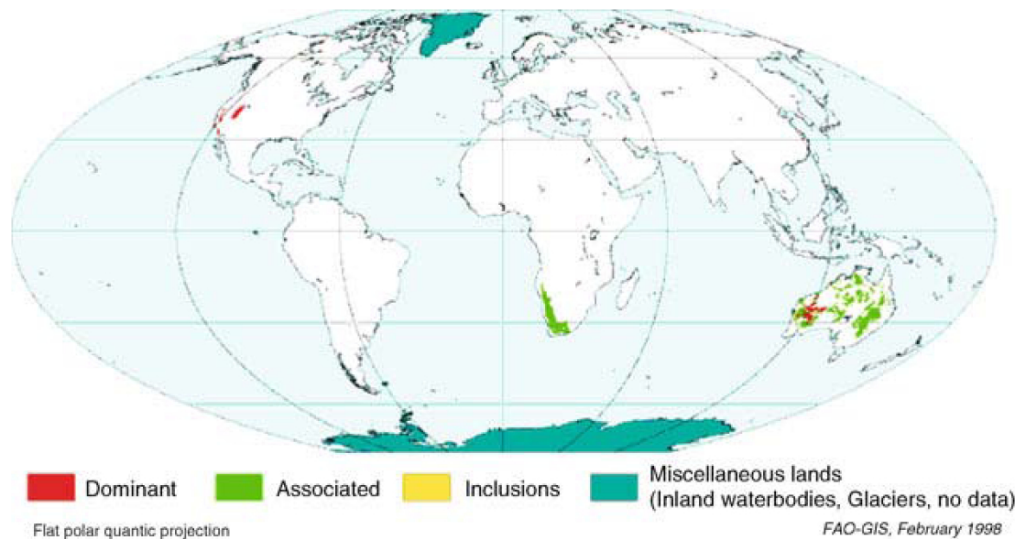 Dominant
Associated
Inclusions
Miscellaneous lands
(Inland waterbodies, Glaciers, no data)
Flat polar quantic projection
FAO-GIS, February 1998